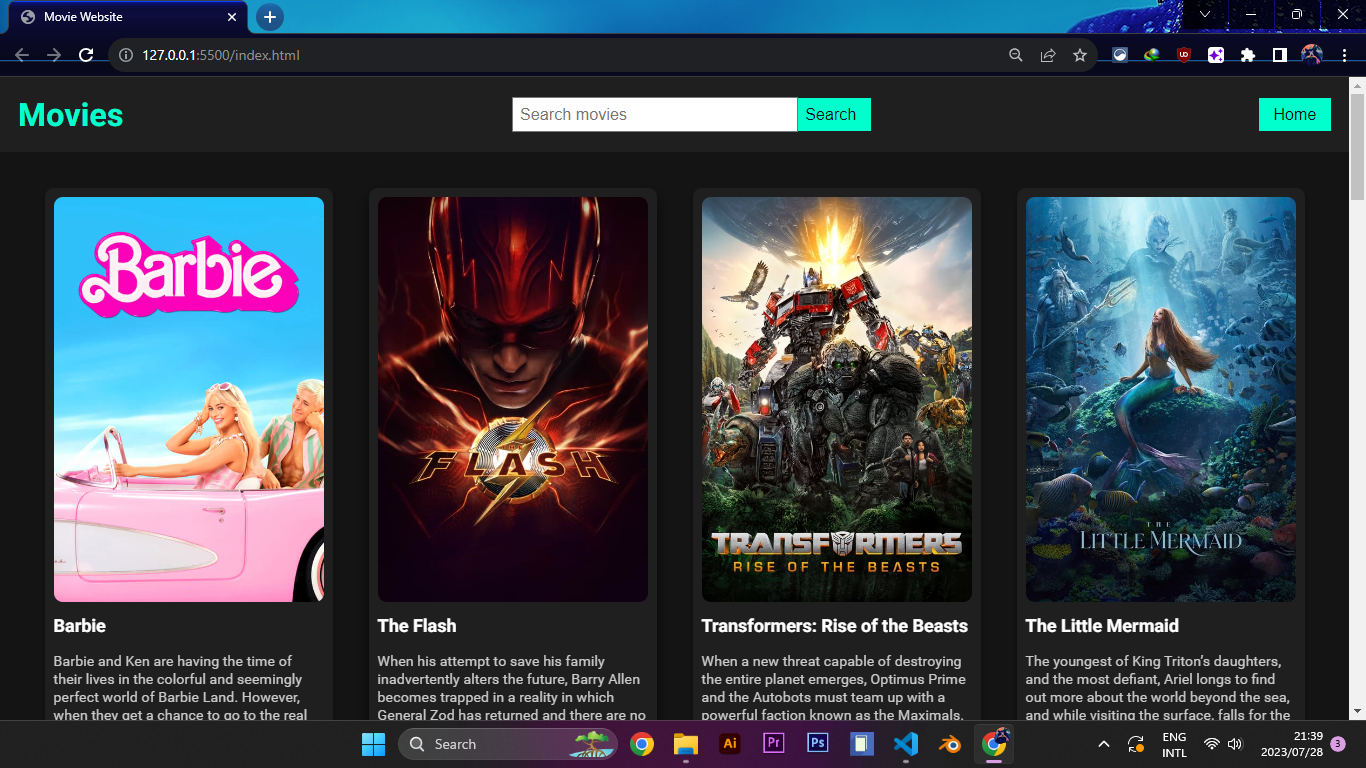 Movie Website
127.0.0.1:5500/index.html
Movies
Search movies
Search
Home
Barbie
FLASH
TRANSFORMERS
RISE OF THE BEASTS
THE
LITTLE MERMAID
Barbie
Barbie and Ken are having the time of
their lives in the colorful and seemingly
perfect world of Barbie Land. However,
when they get a chance to go to the real
The Flash
When his attempt to save his family
inadvertently alters the future, Barry Allen
becomes trapped in a reality in which
General Zod has returned and there are no
Transformers: Rise of the Beasts
When a new threat capable of destroying
the entire planet emerges, Optimus Prime
and the Autobots must team up with a
powerful faction known as the Maximals.
The Little Mermaid
The youngest of King Triton’s daughters,
and the most defiant, Ariel longs to find
out more about the world beyond the sea,
and while visiting the surface, falls for the
Search
Ai
Pr
Ps
ENG
INTL
21:39
2023/07/28
3